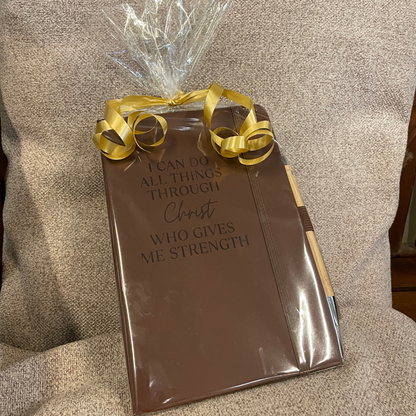 I CAN DO
ALL THINGS
THROUGH
Christ
WHO GIVES
ME STRENGTH